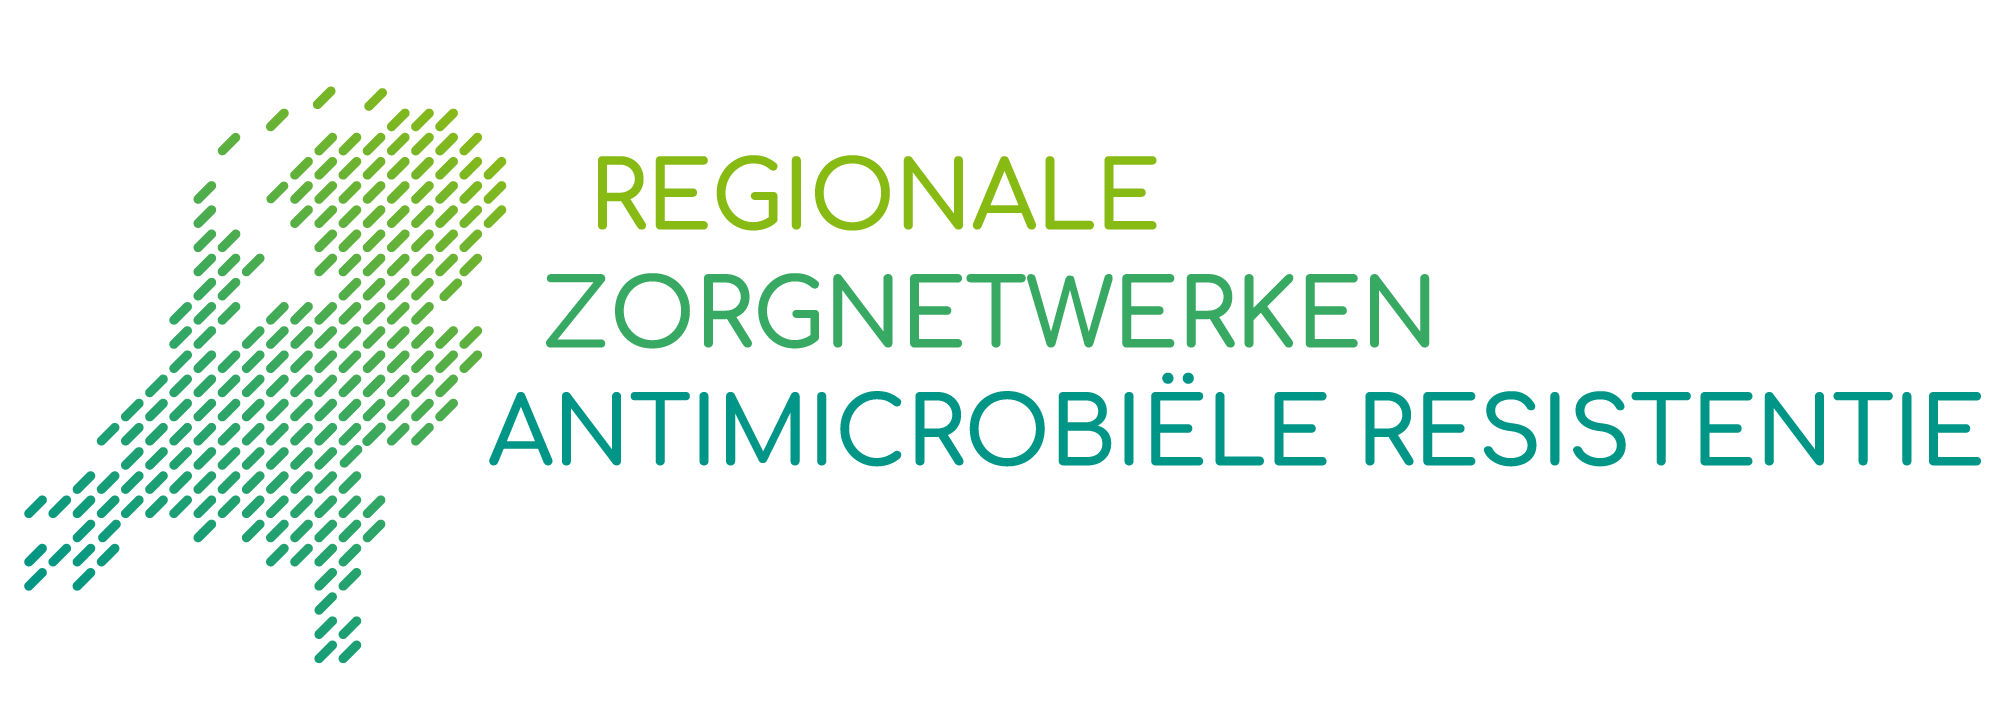 REGIONALE
ZORGNETWERKEN
ANTIMICROBIËLE RESISTENTIE